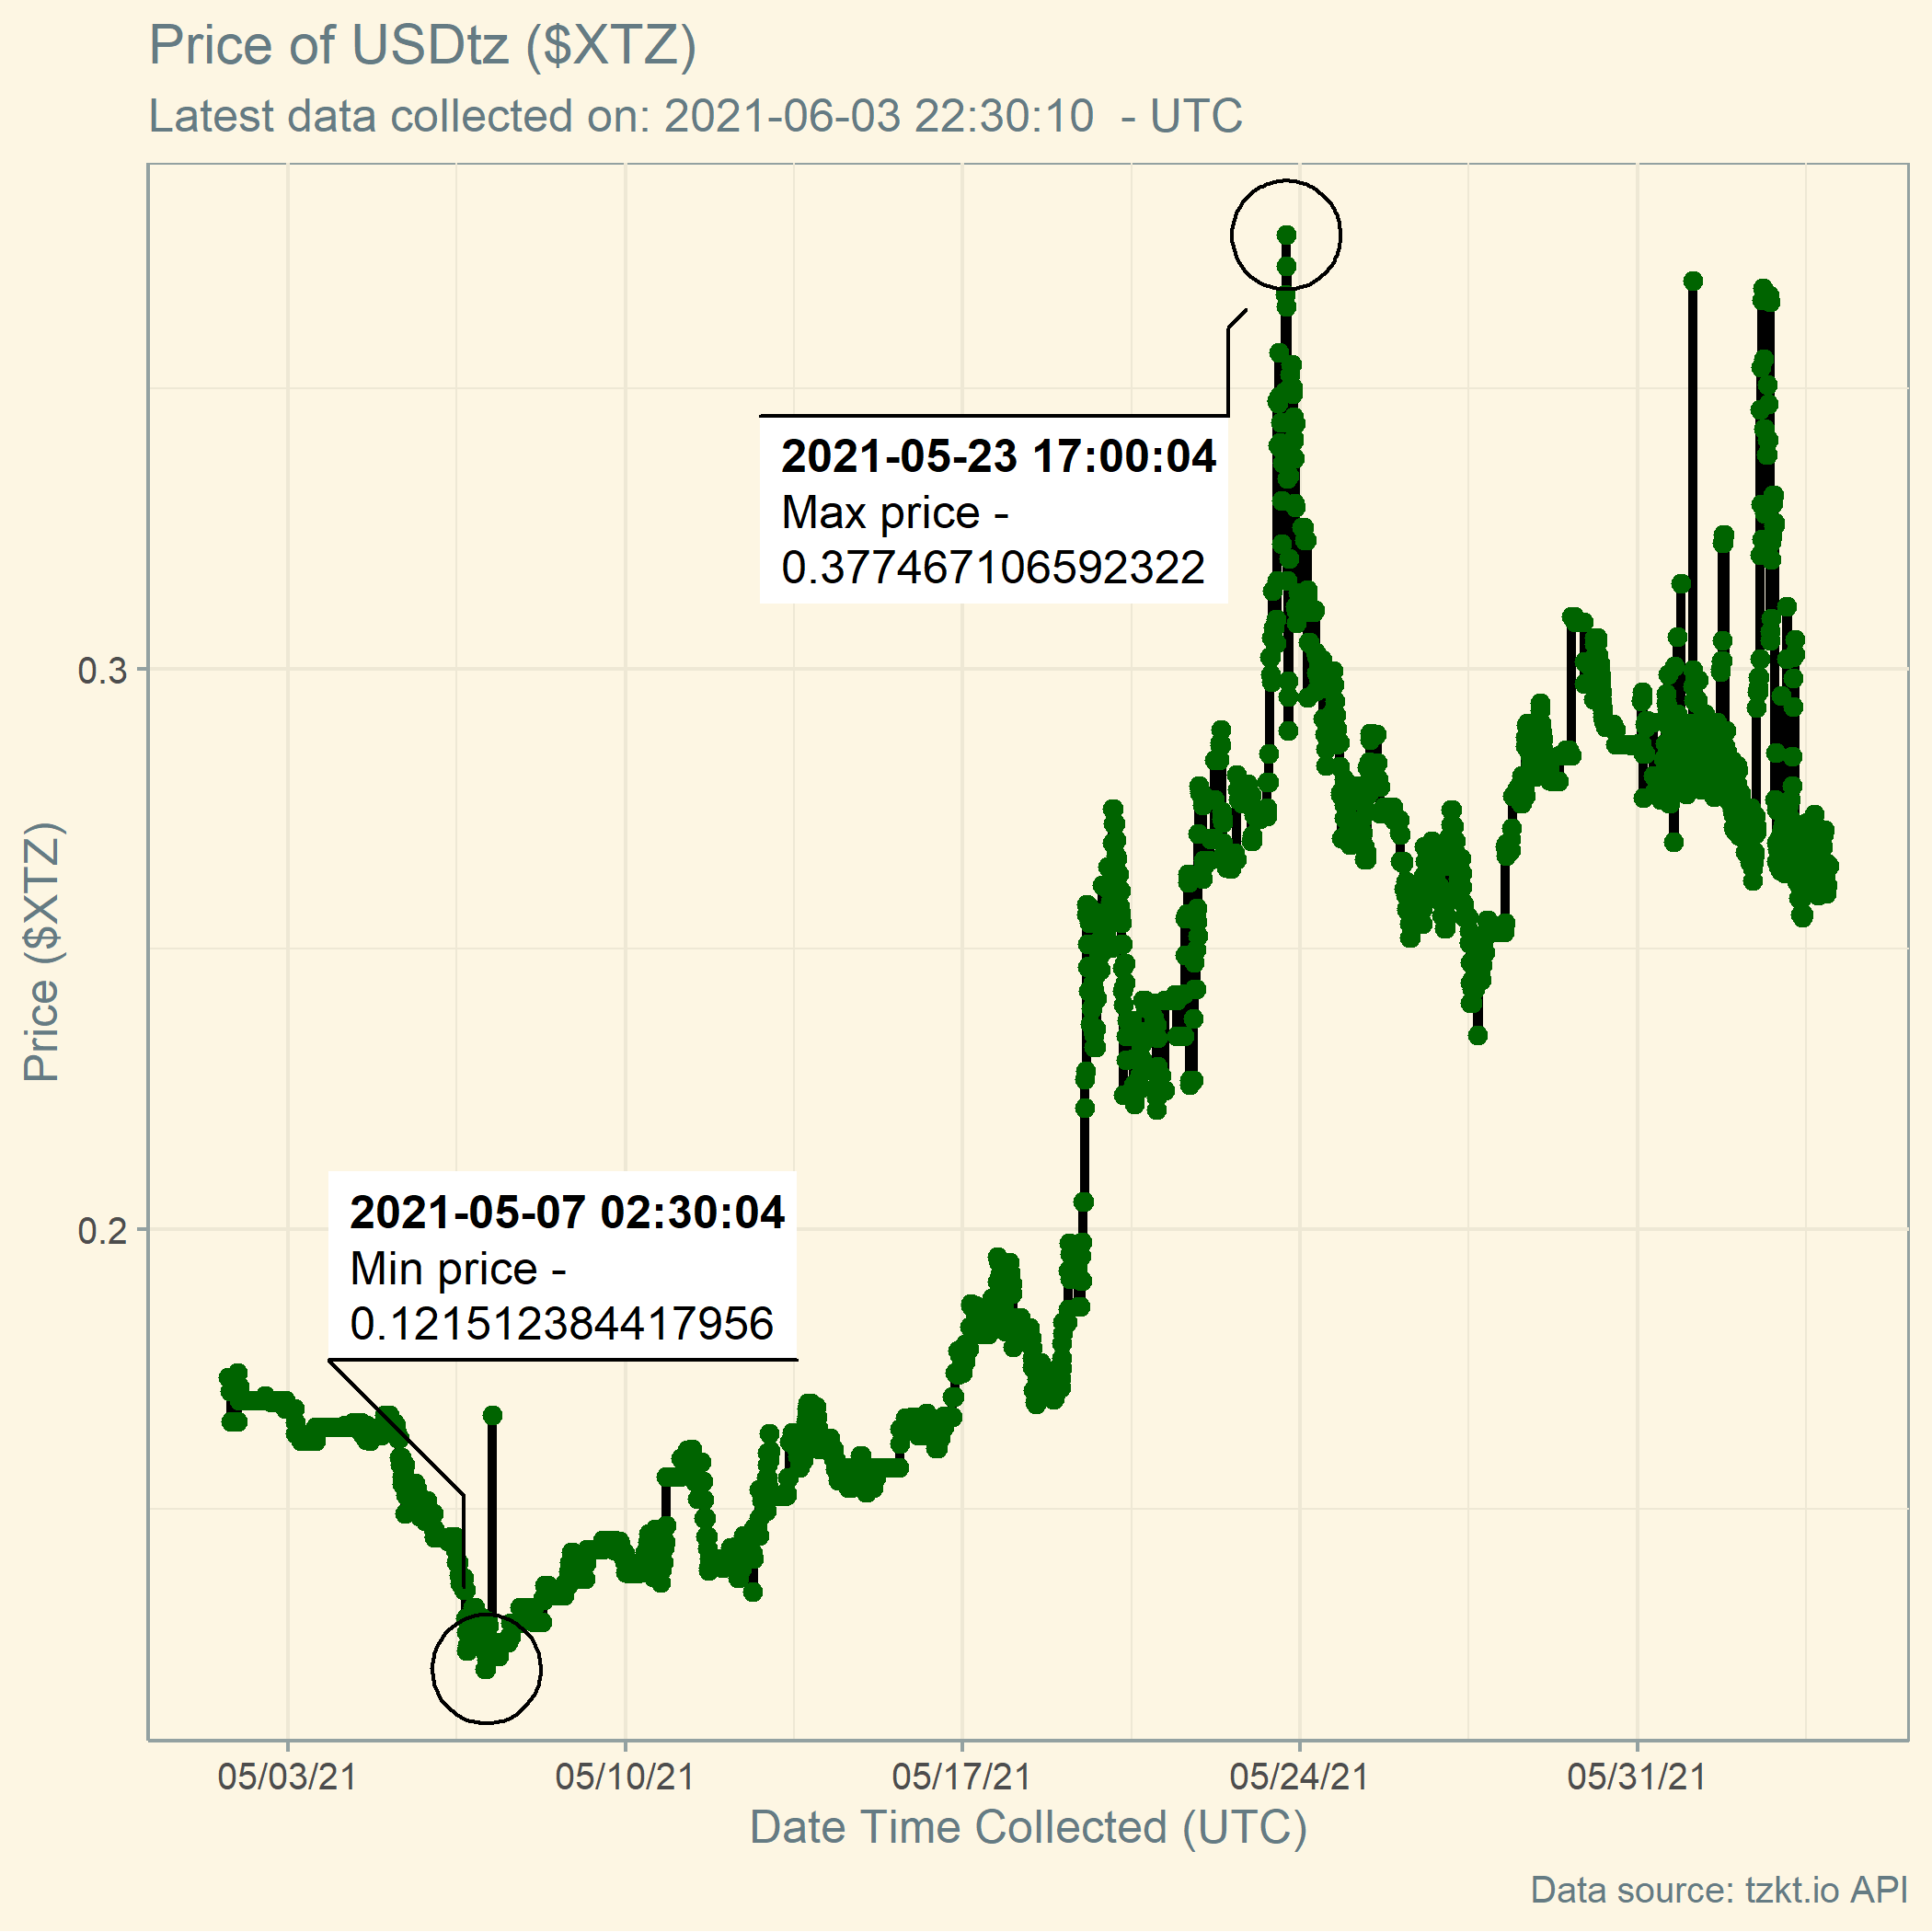 Price of USDtz ($XTZ)
Latest data collected on: 2021-06-03 22:30:10  - UTC
2021-05-23 17:00:04
Max price -
0.377467106592322
0.3
Price ($XTZ)
2021-05-07 02:30:04
Min price -
0.121512384417956
0.2
05/03/21
05/10/21
05/17/21
05/24/21
05/31/21
Date Time Collected (UTC)
Data source: tzkt.io API